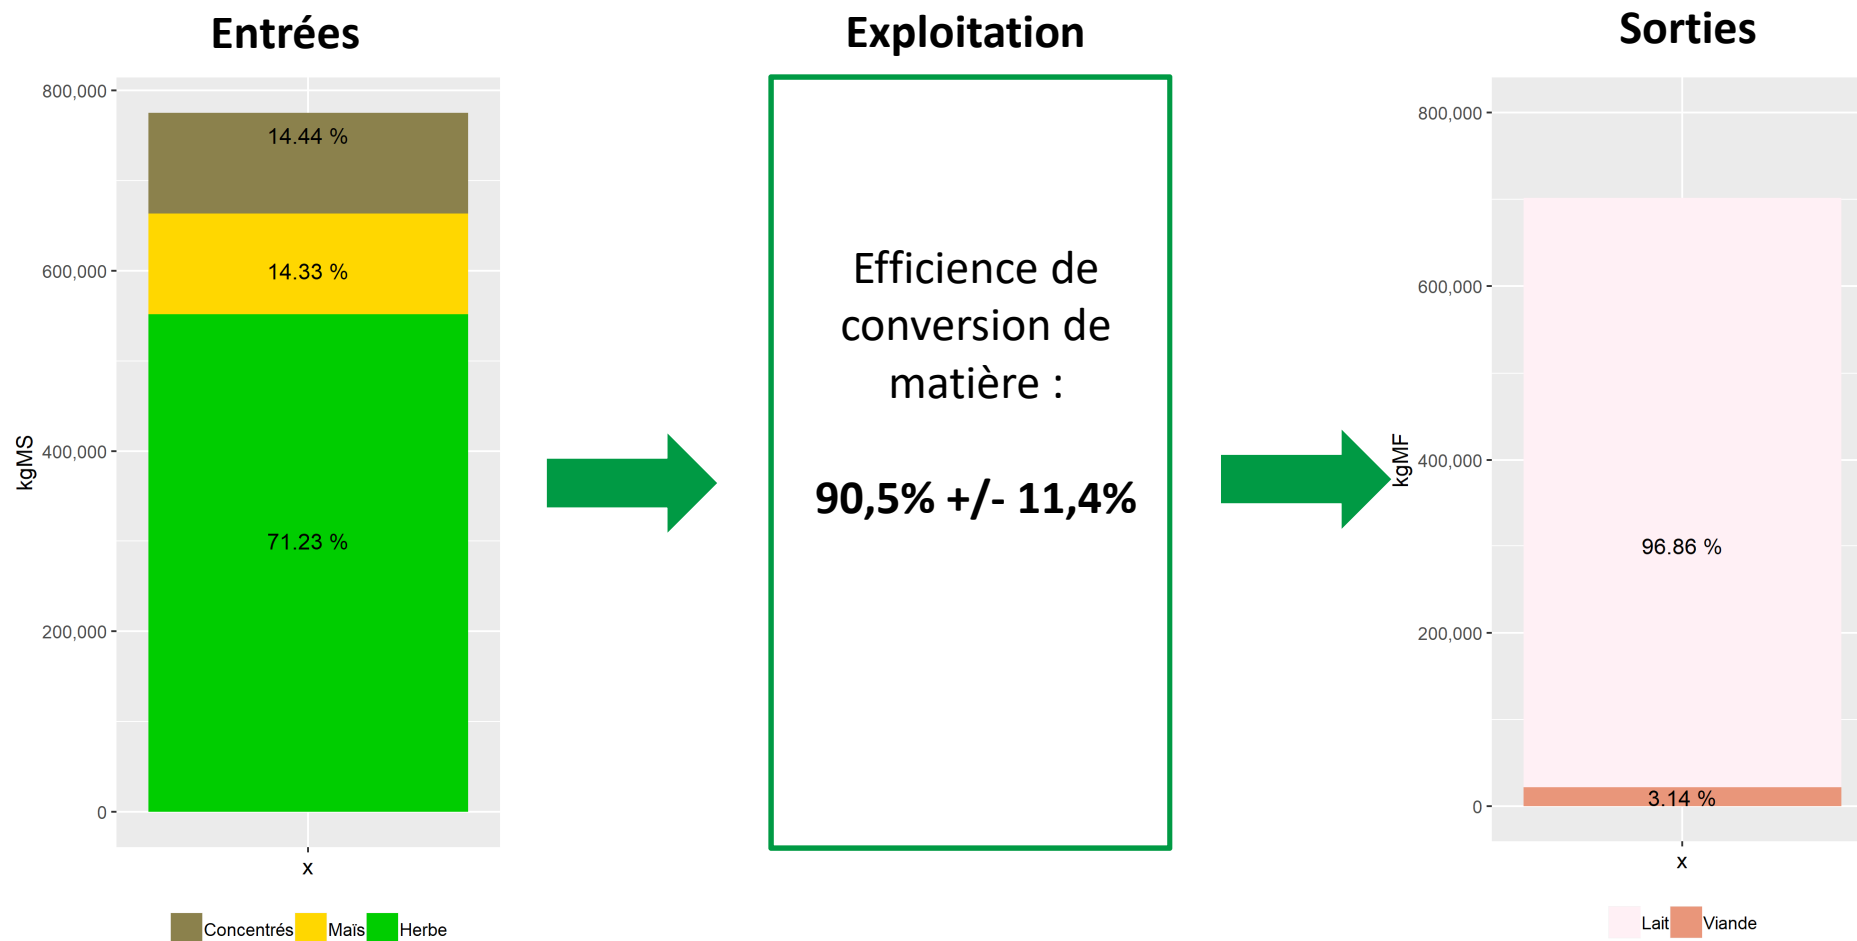 Entrées
800,000
600,000
400,000
200,000
0
kgMS
14.44 %
14.33 %
71.23 %
x
Concentrés Maïs Herbe
Exploitation
Efficience de
conversion de
matière :
90,5% +/- 11,4%
Sorties
800,000
600,000
400,000
200,000
0
kgMF
96.86 %
3.14 %
x
Lait Viande